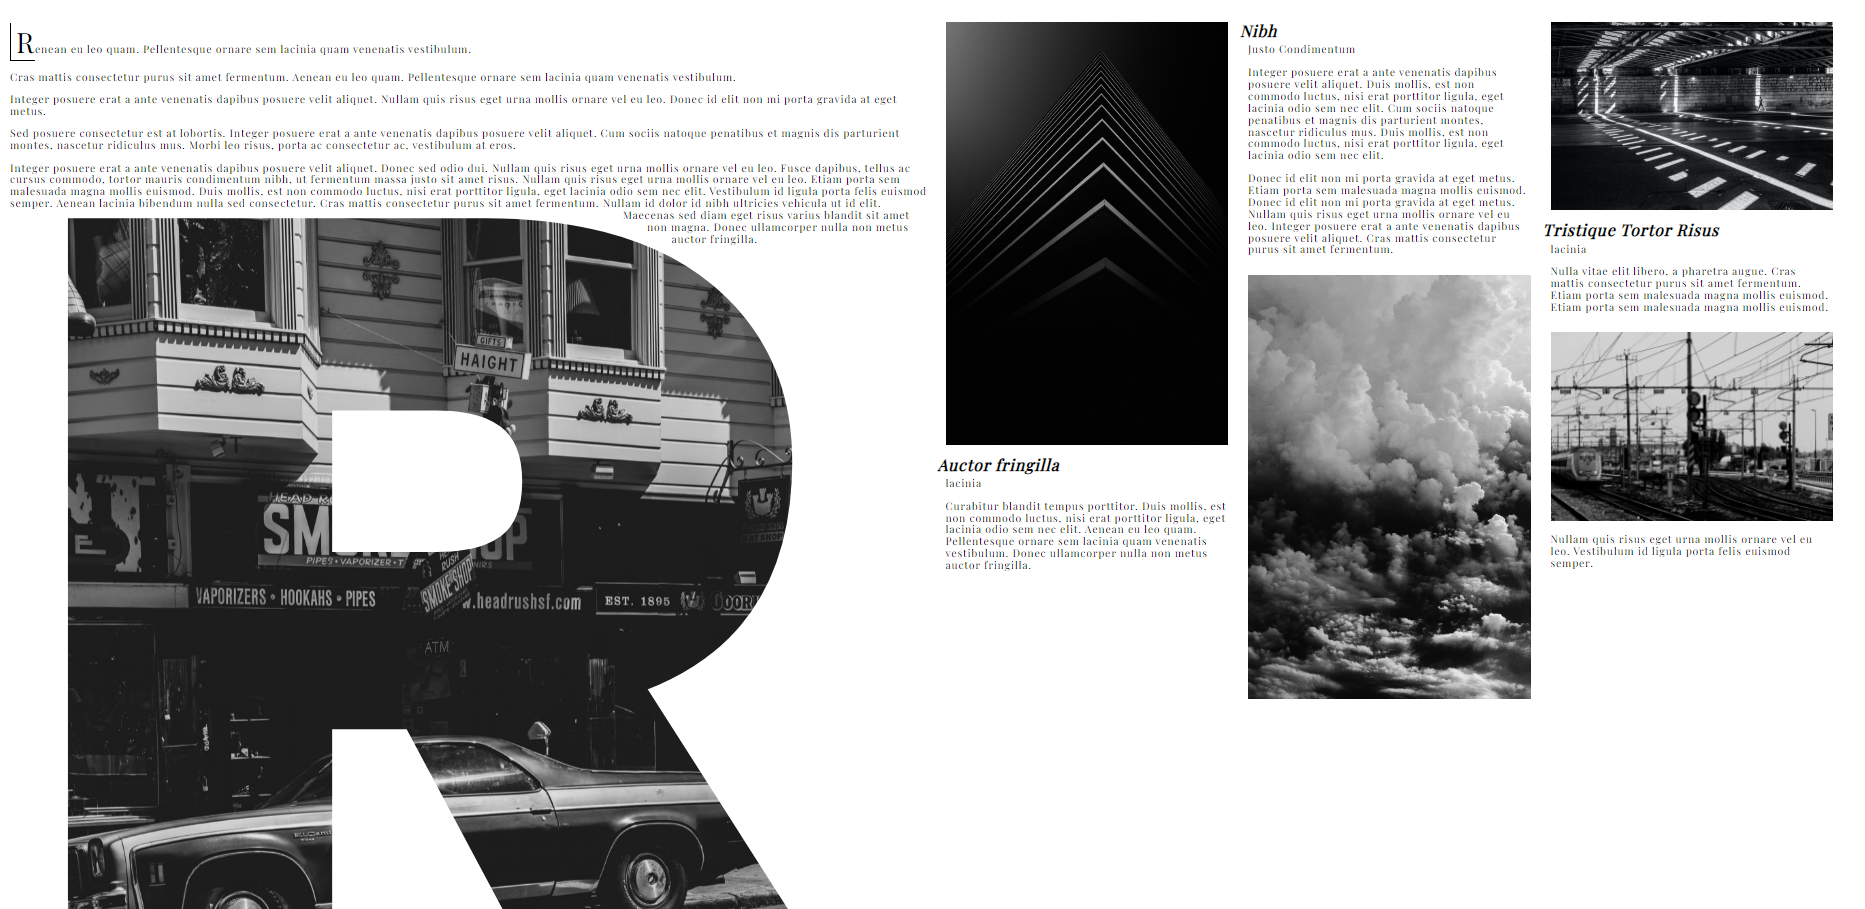 Renean eu leo quam. Pellentesque ornare sem lacinia quam venenatis vestibulum.
Cras mattis consectetur purus sit amet fermentum. Aenean eu leo quam. Pellentesque ornare sem lacinia quam venenatis vestibulum.
Integer posuere erat a ante venenatis dapibus posuere velit aliquet. Nullam quis risus eget urna mollis ornare vel eu leo. Donec id elit non mi porta gravida at eget
metus.
Sed posuere consectetur est at lobortis. Integer posuere erat a ante venenatis dapibus posuere velit aliquet. Cum sociis natoque penatibus et magnis dis parturient
montes, nascetur ridiculus mus. Morbi leo risus, porta ac consectetur ac, vestibulum at eros.
Integer posuere erat a ante venenatis dapibus posuere velit aliquet. Donec sed odio dui. Nullam quis risus eget urna mollis ornare vel eu leo. Fusce dapibus, tellus ac
cursus commodo, tortor mauris condimentum nibh, ut fermentum massa justo sit amet risus. Nullam quis risus eget urna mollis ornare vel eu leo. Etiam porta sem
malesuada magna mollis euismod. Duis mollis, est non commodo luctus, nisi erat porttitor ligula, eget lacinia odio sem nec elit. Vestibulum id ligula porta felis euismod
semper. Aenean lacinia bibendum nulla sed consectetur. Cras mattis consectetur purus sit amet fermentum. Nullam id dolor id nibh ultricies vehicula ut id elit.
Maecenas sed diam eget risus varius blandit sit amet
non magna. Donec ullamcorper nulla non metus
auctor fringilla.
GIFTS
HAIGHT
HEAD
SM
OP
PIPES • VAPORIZER • T
RUSH
SMOKE SHOP
VAPORIZERS • HOOKAHS • PIPES
w.headrushsf.com
EST. 1895
GOOR
HAT SHOP
ATM
Auctor fringilla
lacinia
Curabitur blandit tempus porttitor. Duis mollis, est
non commodo luctus, nisi erat porttitor ligula, eget
lacinia odio sem nec elit. Aenean eu leo quam.
Pellentesque ornare sem lacinia quam venenatis
vestibulum. Donec ullamcorper nulla non metus
auctor fringilla.
Nibh
Justo Condimentum
Integer posuere erat a ante venenatis dapibus
posuere velit aliquet. Duis mollis, est non
commodo luctus, nisi erat porttitor ligula, eget
lacinia odio sem nec elit. Cum sociis natoque
penatibus et magnis dis parturient montes,
nascetur ridiculus mus. Duis mollis, est non
commodo luctus, nisi erat porttitor ligula, eget
lacinia odio sem nec elit.
Donec id elit non mi porta gravida at eget metus.
Etiam porta sem malesuada magna mollis euismod.
Donec id elit non mi porta gravida at eget metus.
Nullam quis risus eget urna mollis ornare vel eu
leo. Integer posuere erat a ante venenatis dapibus
posuere velit aliquet. Cras mattis consectetur
purus sit amet fermentum.
Tristique Tortor Risus
lacinia
Nulla vitae elit libero, a pharetra augue. Cras
mattis consectetur purus sit amet fermentum.
Etiam porta sem malesuada magna mollis euismod.
Etiam porta sem malesuada magna mollis euismod.
Nullam quis risus eget urna mollis ornare vel eu
leo. Vestibulum id ligula porta felis euismod
semper.